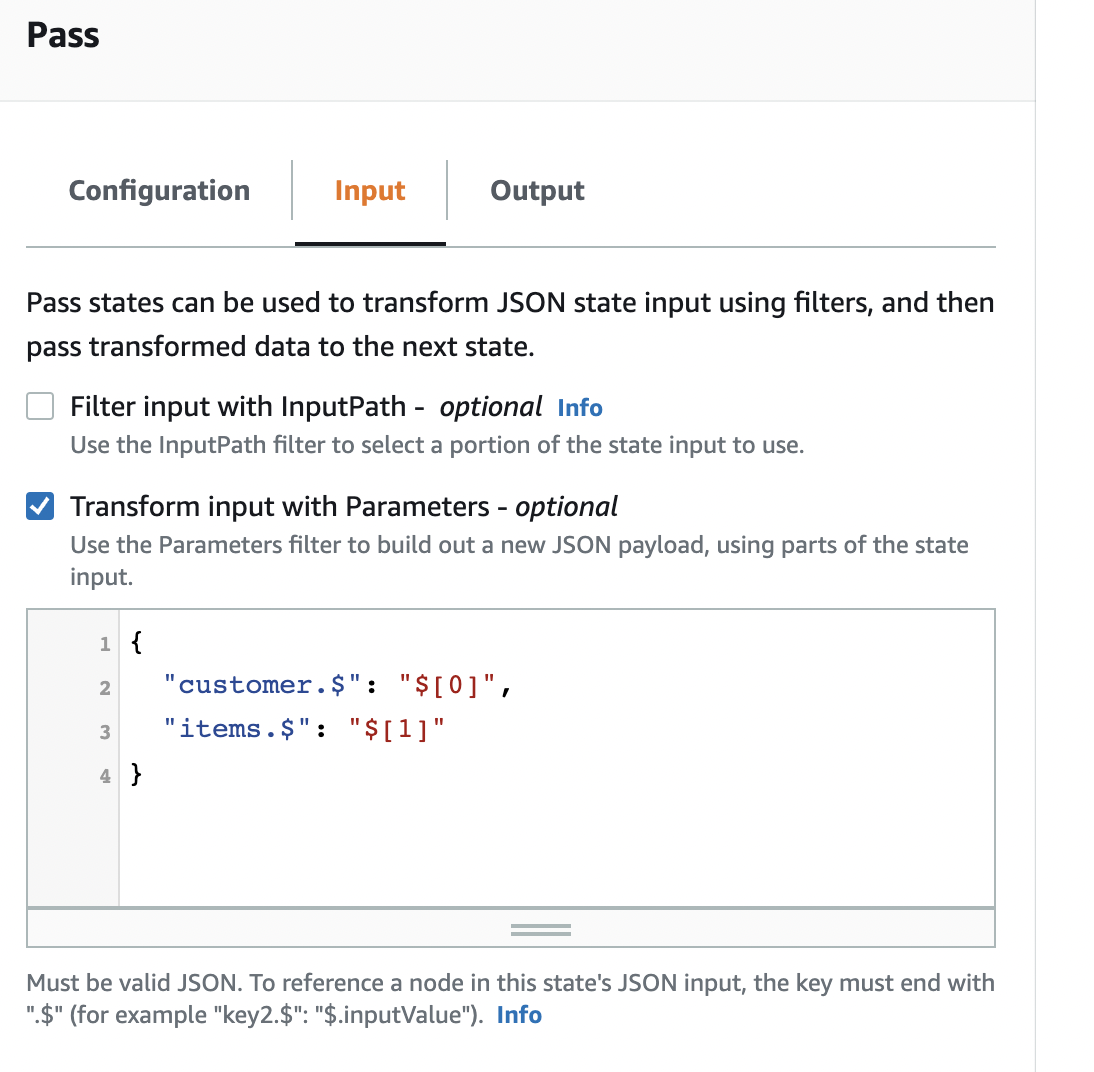 Pass
Configuration Input Output
Pass states can be used to transform JSON state input using filters, and then
pass transformed data to the next state.
Filter input with InputPath - optional Info
Use the InputPath filter to select a portion of the state input to use.
Transform input with Parameters - optional
Use the Parameters filter to build out a new JSON payload, using parts of the state
input.
1 {
2 "customer.$": "$[0]",
3 "items.$": "$[1]"
4 }
Must be valid JSON. To reference a node in this state's JSON input, the key must end with
".$" (for example "key2.$": "$.inputValue"). Info